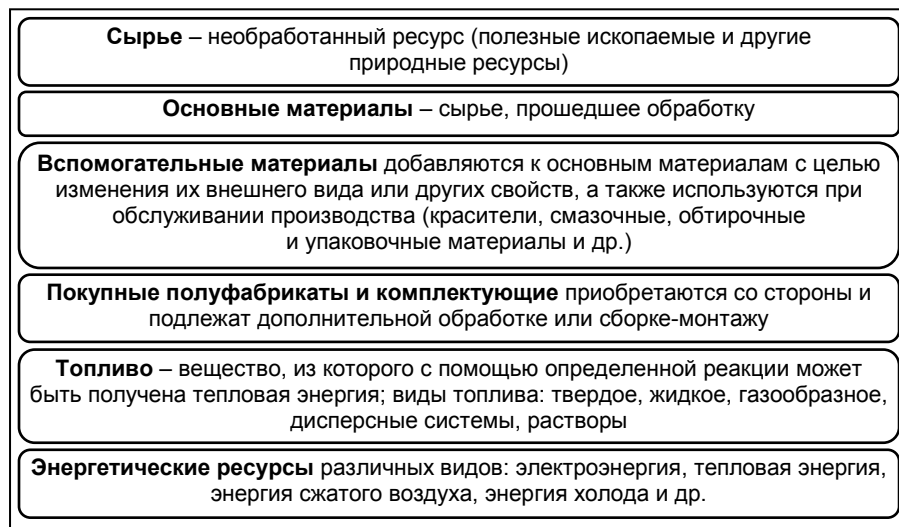 Сырье – необработанный ресурс (полезные ископаемые и другие
природные ресурсы)
Основные материалы – сырье, прошедшее обработку
Вспомогательные материалы добавляются к основным материалам с целью
изменения их внешнего вида или других свойств, а также используются при
обслуживании производства (красители, смазочные, обтирочные
и упаковочные материалы и др.)
Покупные полуфабрикаты и комплектующие приобретаются со стороны и
подлежат дополнительной обработке или сборке-монтажу
Топливо – вещество, из которого с помощью определенной реакции может
быть получена тепловая энергия; виды топлива: твердое, жидкое, газообразное,
дисперсные системы, растворы
Энергетические ресурсы различных видов: электроэнергия, тепловая энергия,
энергия сжатого воздуха, энергия холода и др.